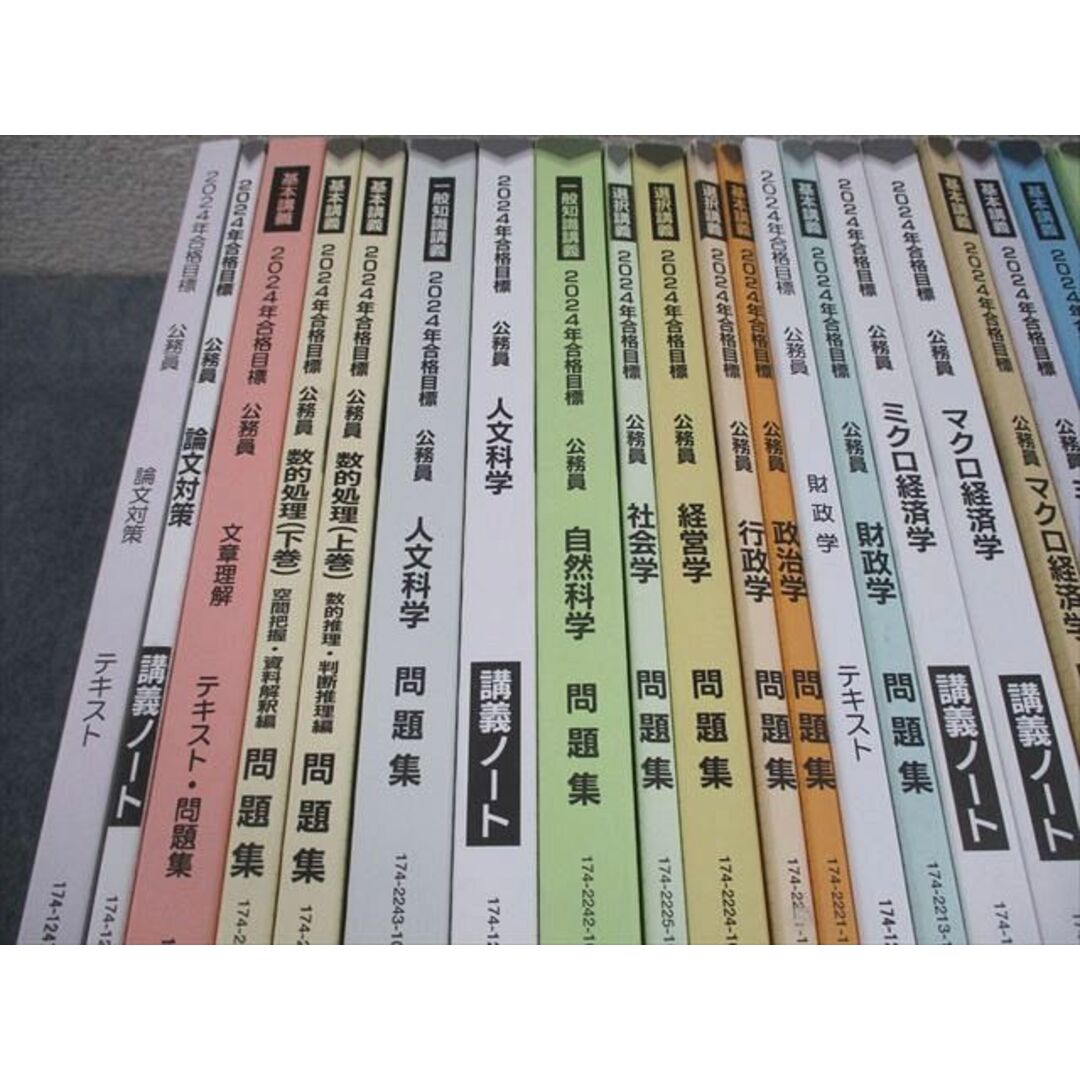 2024年合格目標 公務員 論文対策 テキスト 174-124
2024年合格目標 公務員 論文対策 講義ノート 174-12
基本講義 2024年合格目標 公務員 文章理解 テキスト・問題集 1
基本講義 2024年合格目標 公務員 数的処理(下巻) 空間把握・資料解釈編 問題集 174-2
基本講義 2024年合格目標 公務員 数的処理(上巻) 数的推理・判断推理編 問題集 174-2
一般知識講義 2024年合格目標 公務員 人文科学 問題集 174-2243-10
2024年合格目標 公務員 人文科学 講義ノート 174-12
一般知識講義 2024年合格目標 公務員 自然科学 問題集 174-2242-10
選択講義 2024年合格目標 公務員 社会学 問題集 174-2225-1
選択講義 2024年合格目標 公務員 経営学 問題集 174-2224-10
選択講義 2024年合格目標 公務員 行政学 問題集 174-22
基本講義 2024年合格目標 公務員 政治学 問題集 174-2221-1
2024年合格目標 公務員 財政学 テキスト 174-12
基本講義 2024年合格目標 公務員 財政学 問題集 174-2213-1
2024年合格目標 公務員 ミクロ経済学 講義ノート 174-1
2024年合格目標 公務員 マクロ経済学 講義ノート 1
基本講義 2024年合格目標 公務員 マクロ経済学
基本講義 2024年合格目標 公務員
基本講義 2024年